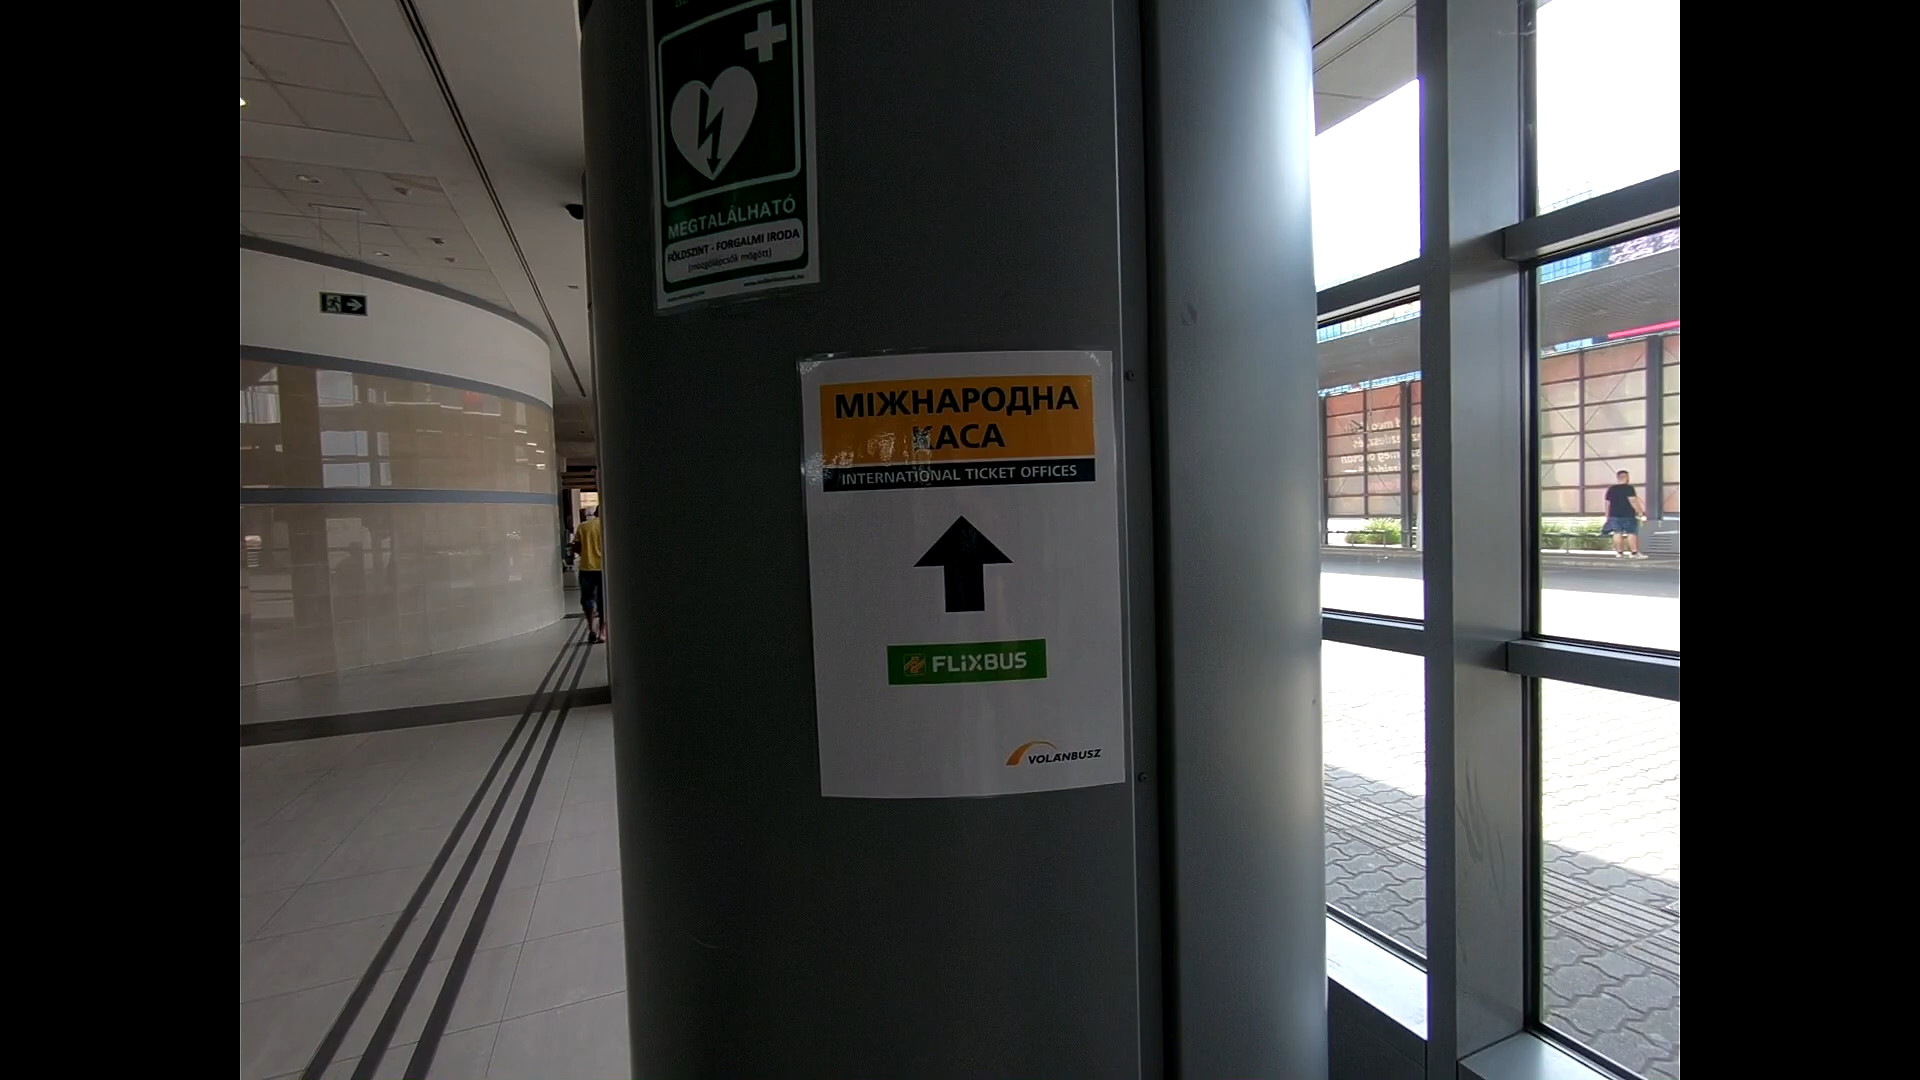 MEGTALÁLHATÓ
FÖLDSZINT - FORGALMI IRODA
(mozgólépcsők mögött)
МІЖНАРОДНА
КАСА
INTERNATIONAL TICKET OFFICES
FLiXBUS
VOLÁNBUSZ